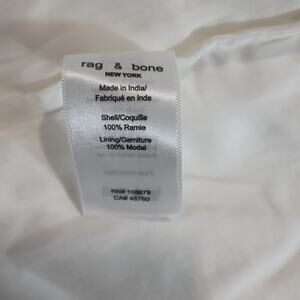 rag & bone
NEW YORK
Made in India/
Fabriqué en Inde
Shell/Coquille
100% Ramie
Lining/Garniture
100% Modal
RN# 108679
CA# 45760